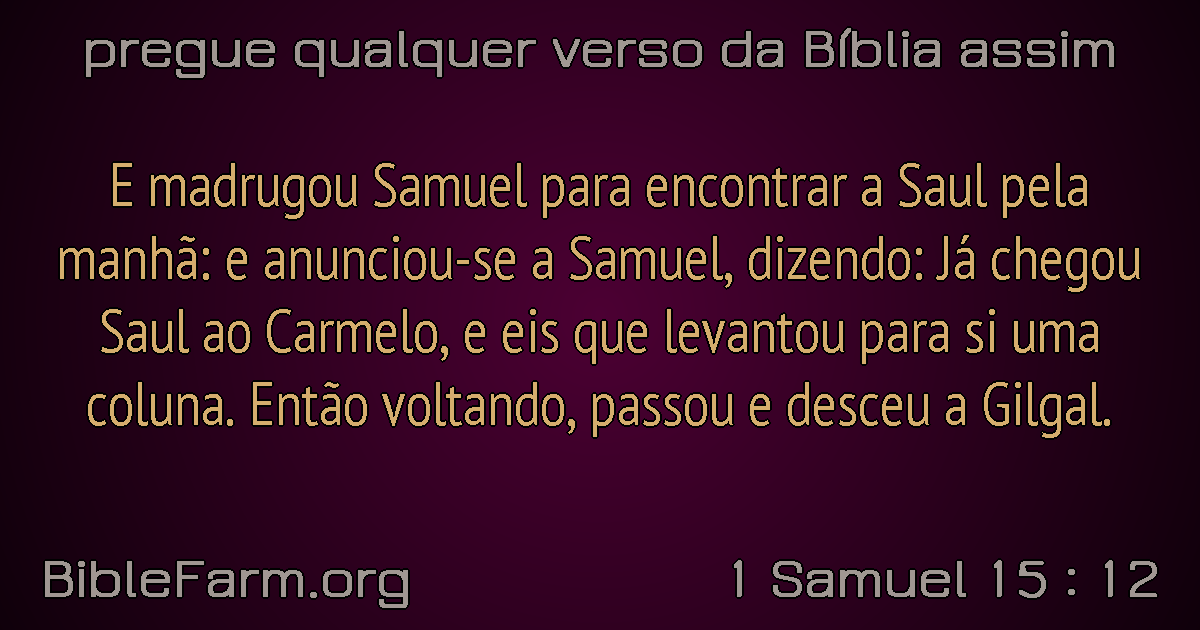 pregue qualquer verso da Bíblia assim
E madrugou Samuel para encontrar a Saul pela
manhã: e anunciou-se a Samuel, dizendo: Já chegou
Saul ao Carmelo, e eis que levantou para si uma
coluna. Então voltando, passou e desceu a Gilgal.
BibleFarm.org
1 Samuel 15 : 12